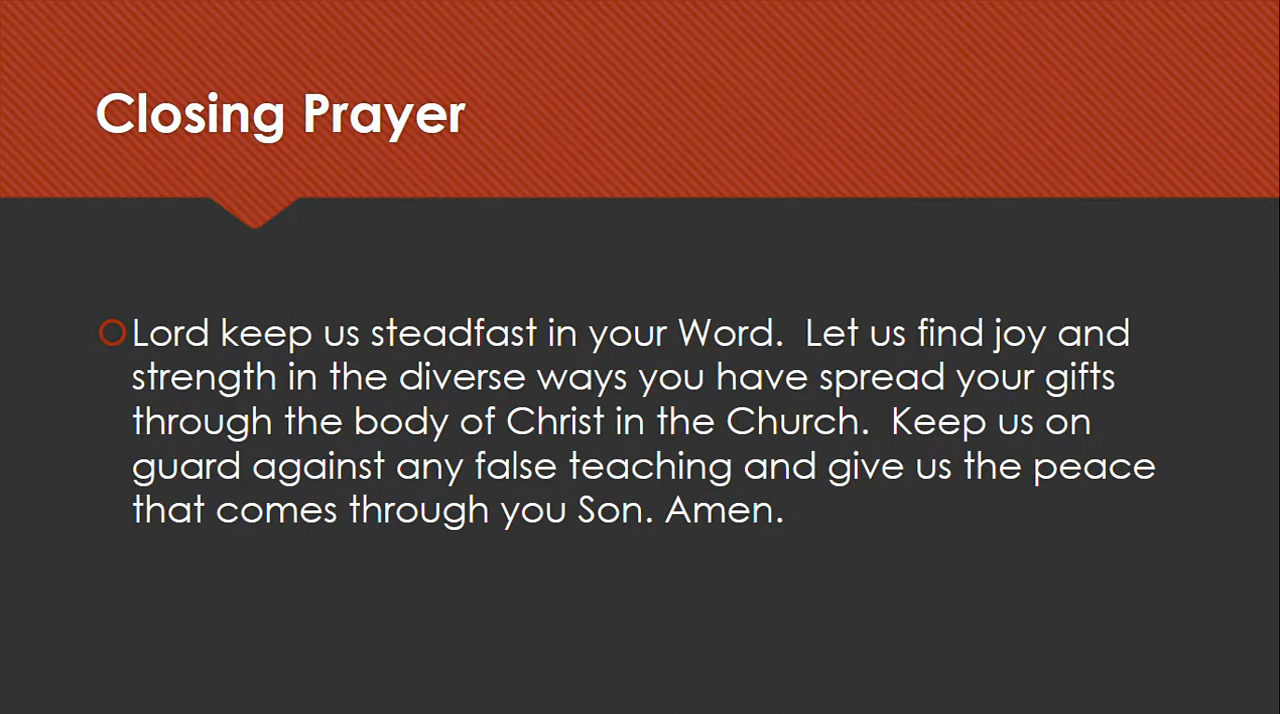 Closing Prayer
Lord keep us steadfast in your Word.  Let us find joy and
strength in the diverse ways you have spread your gifts
through the body of Christ in the Church.  Keep us on
guard against any false teaching and give us the peace
that comes through you Son. Amen.